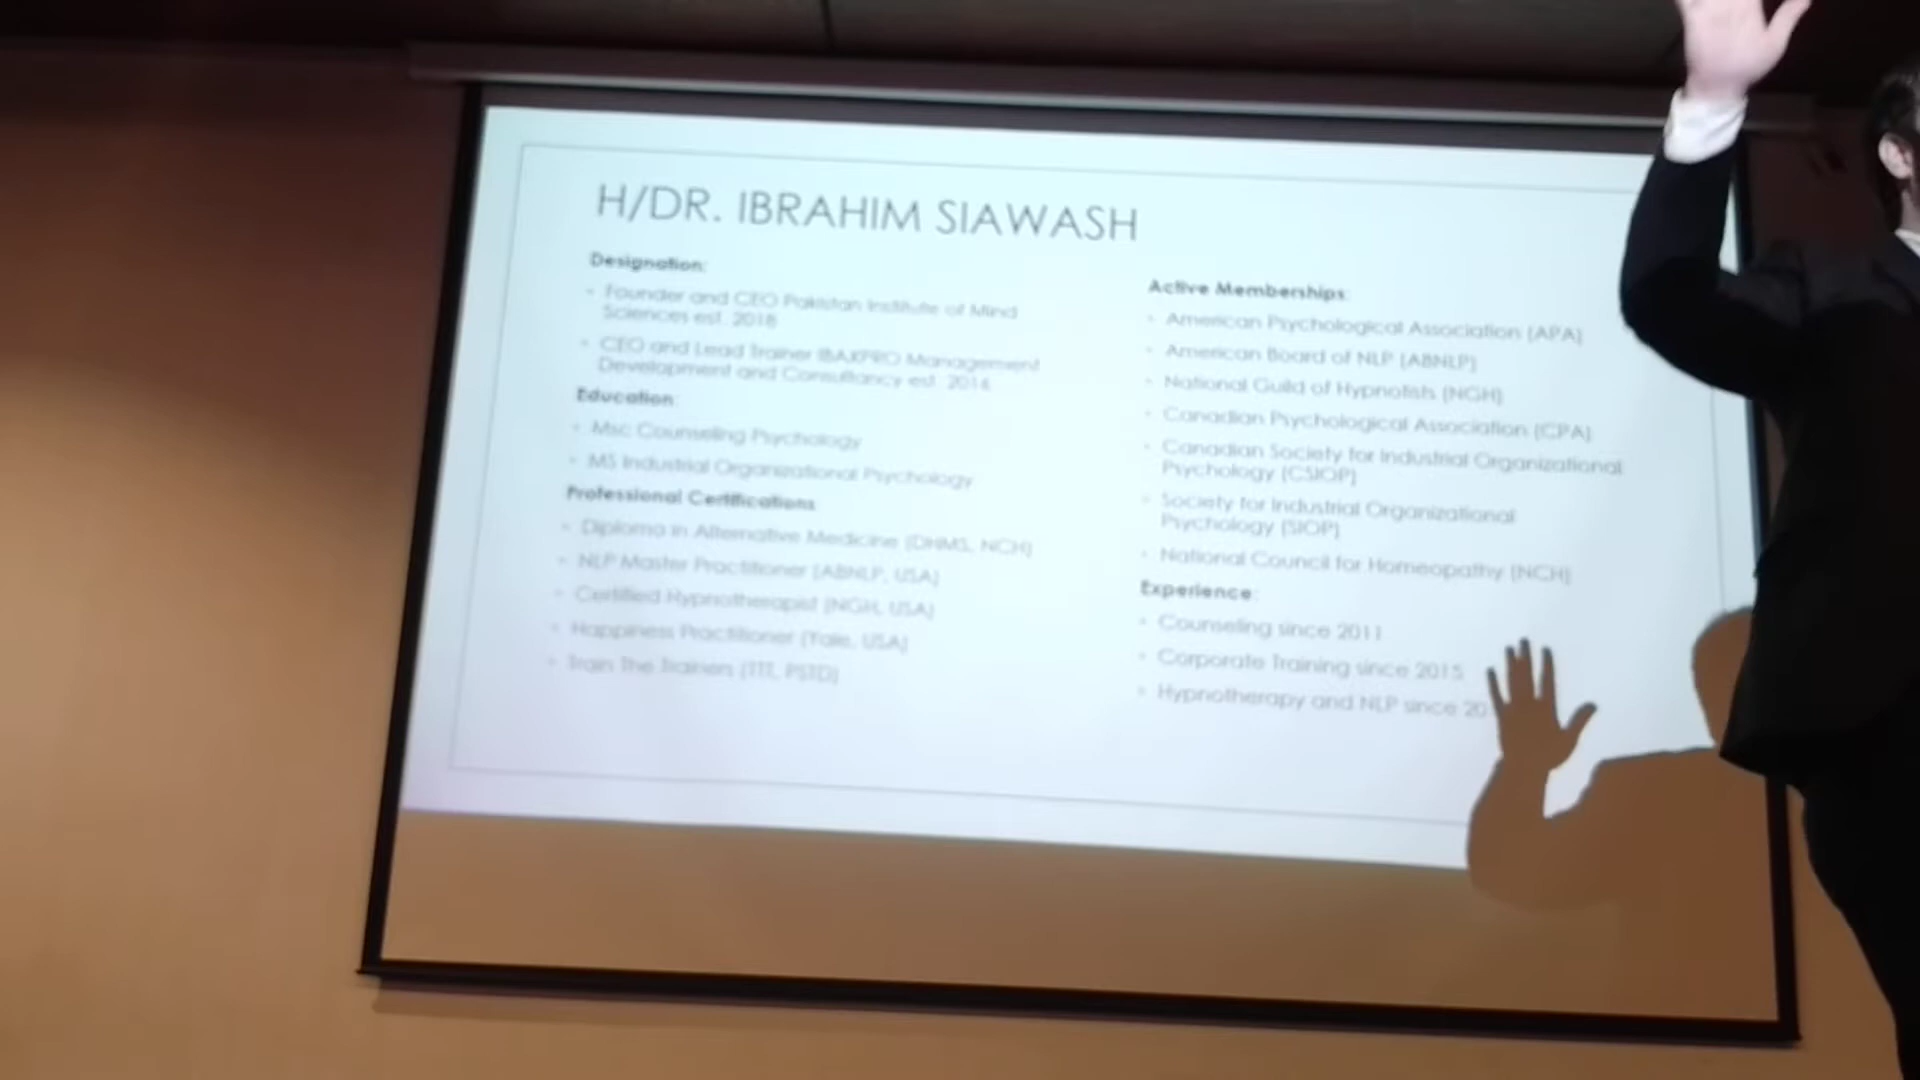 H/DR. IBRAHIM SIAWASH
Designation:
Founder and CEO Pakistan Institute of Mind
Sciences est. 2018
CEO and Lead Trainer IBAXPRO Management
Development and Consultancy est. 2016
Education:
Msc Counseling Psychology
MS Industrial Organizational Psychology
Professional Certifications
Diploma in Alternative Medicine (DHMS, NCH)
NLP Master Practitioner (ABNLP, USA)
Certified Hypnotherapist (NGH, USA)
Happiness Practitioner (Yale, USA)
Train The Trainers (TTT, PSTD)
Active Memberships:
American Psychological Association (APA)
American Board of NLP (ABNLP)
National Guild of Hypnotists (NGH)
Canadian Psychological Association (CPA)
Canadian Society for Industrial Organizational
Psychology (CSIOP)
Society for Industrial Organizational
Psychology (SIOP)
National Council for Homeopathy (NCH)
Experience:
Counseling since 2011
Corporate Training since 2015
Hypnotherapy and NLP since 20